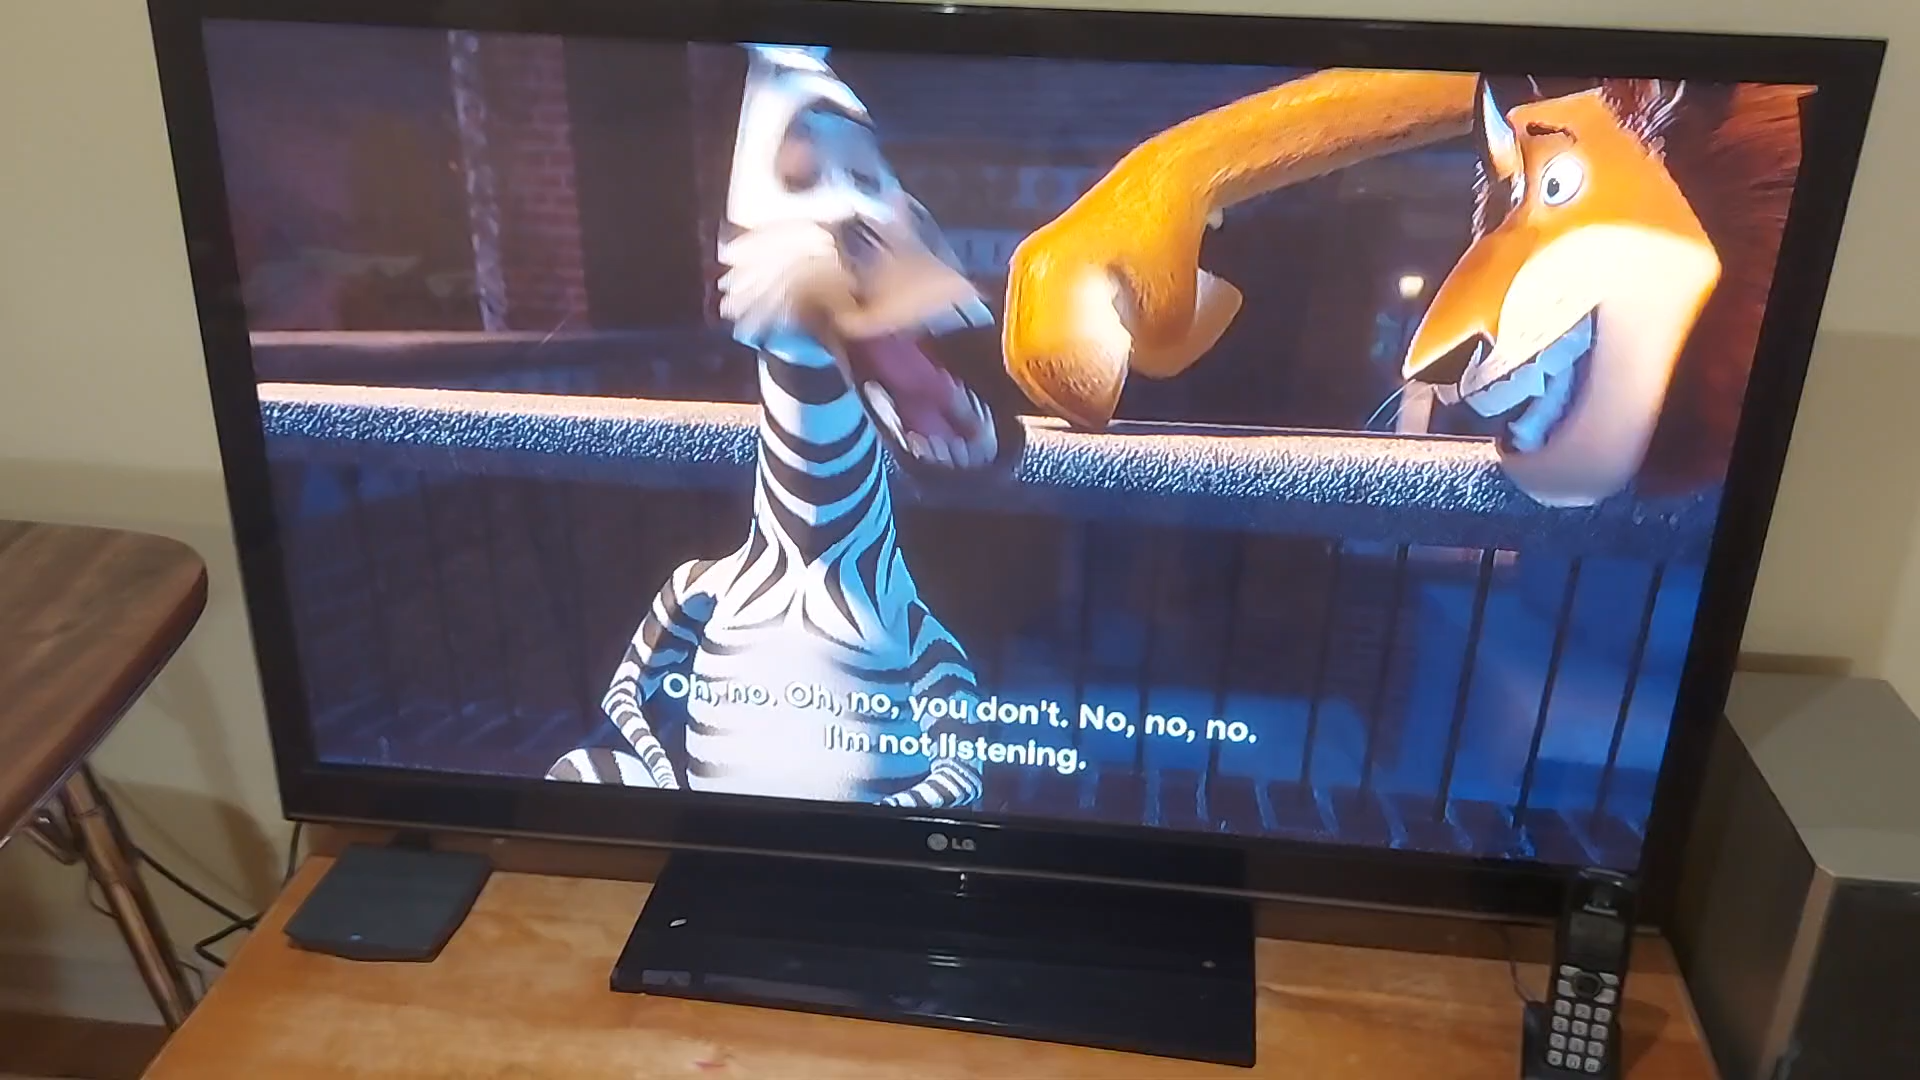 Oh, no. Oh, no, you don't. No, no, no.
I'm not listening.
LG